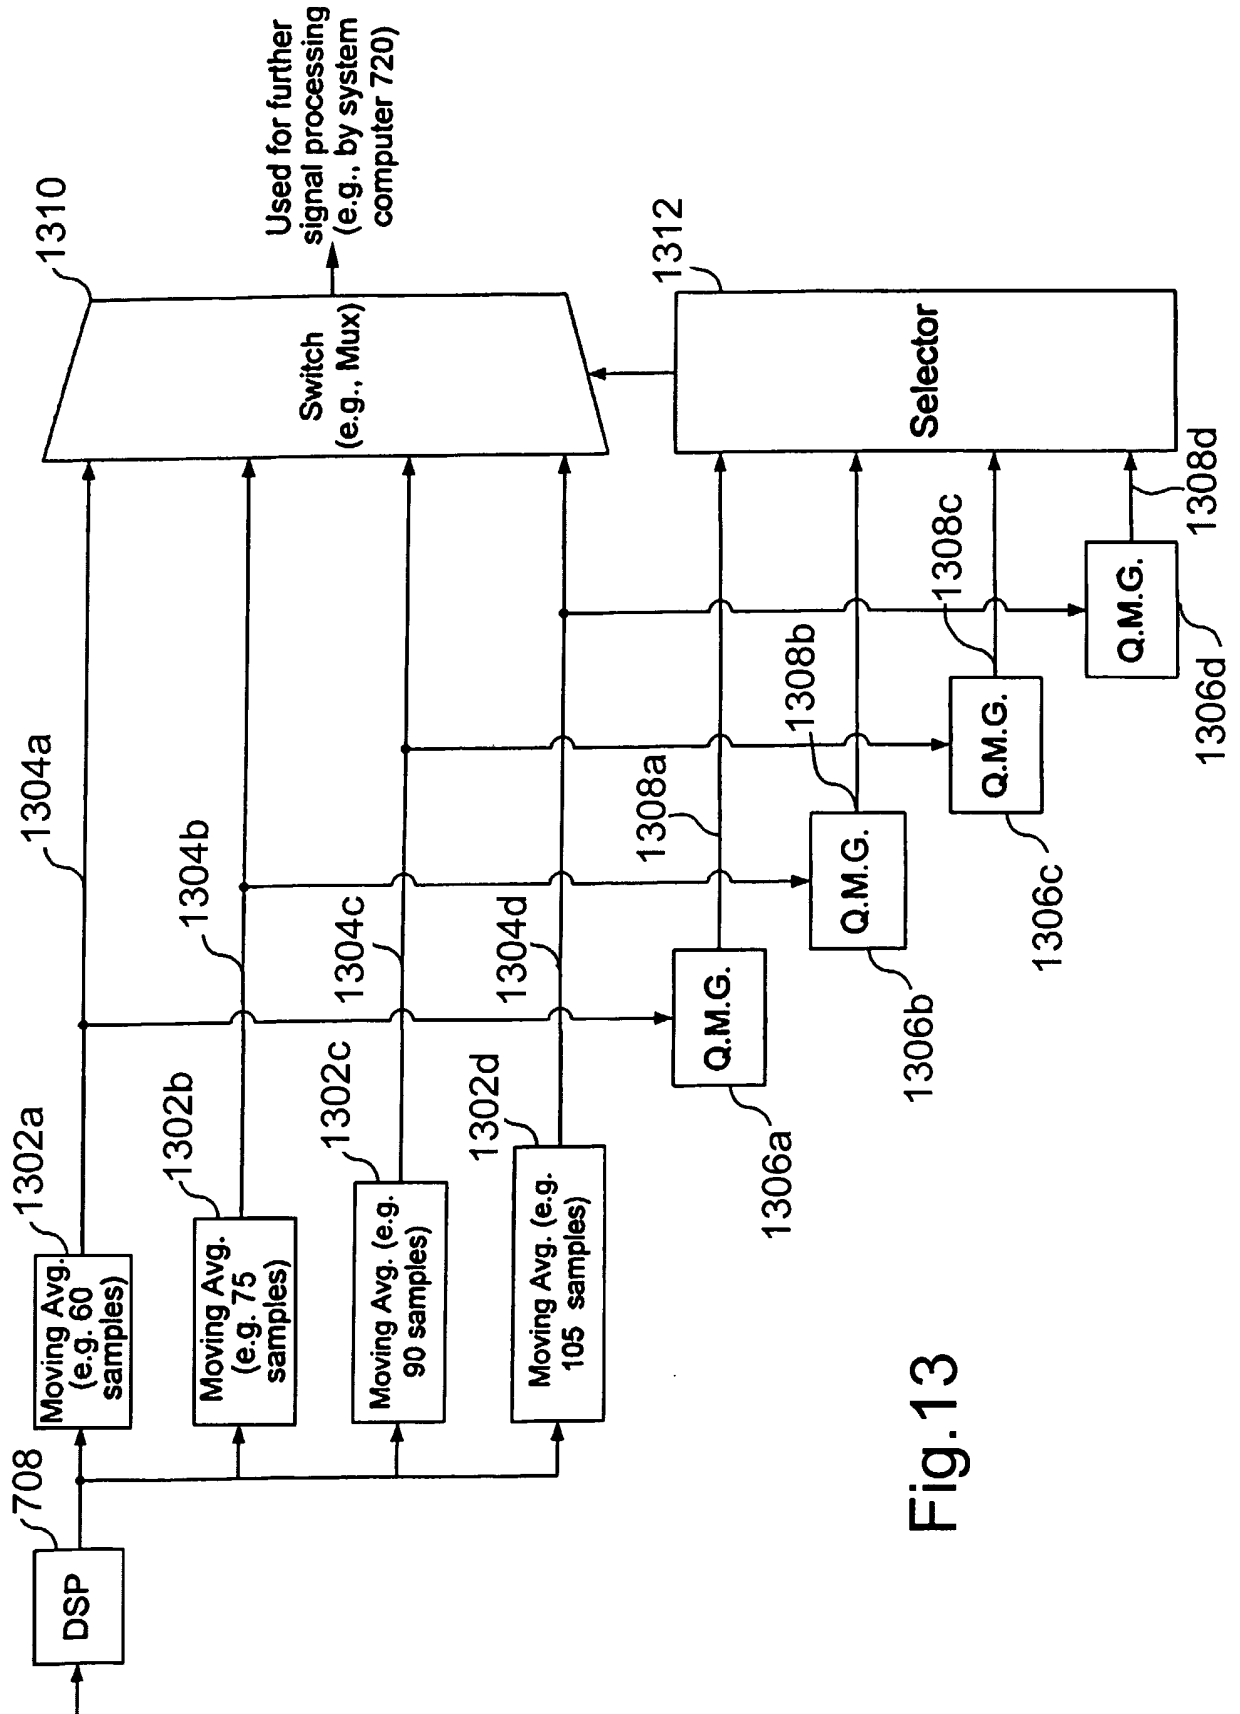 708
DSP
1302a
Moving Avg.
(e.g. 60
samples)
1304a
1302b
Moving Avg.
(e.g. 75
samples)
1304b
1302c
Moving Avg. (e.g.
90 samples)
1304c
1302d
Moving Avg. (e.g.
105 samples)
1304d
1310
Switch
(e.g., Mux)
Used for further
signal processing
(e.g., by system
computer 720)
Q.M.G.
1306a
1308a
Q.M.G.
1306b
1308b
Q.M.G.
1306c
1308c
Q.M.G.
1306d
1308d
1312
Selector
Fig.13